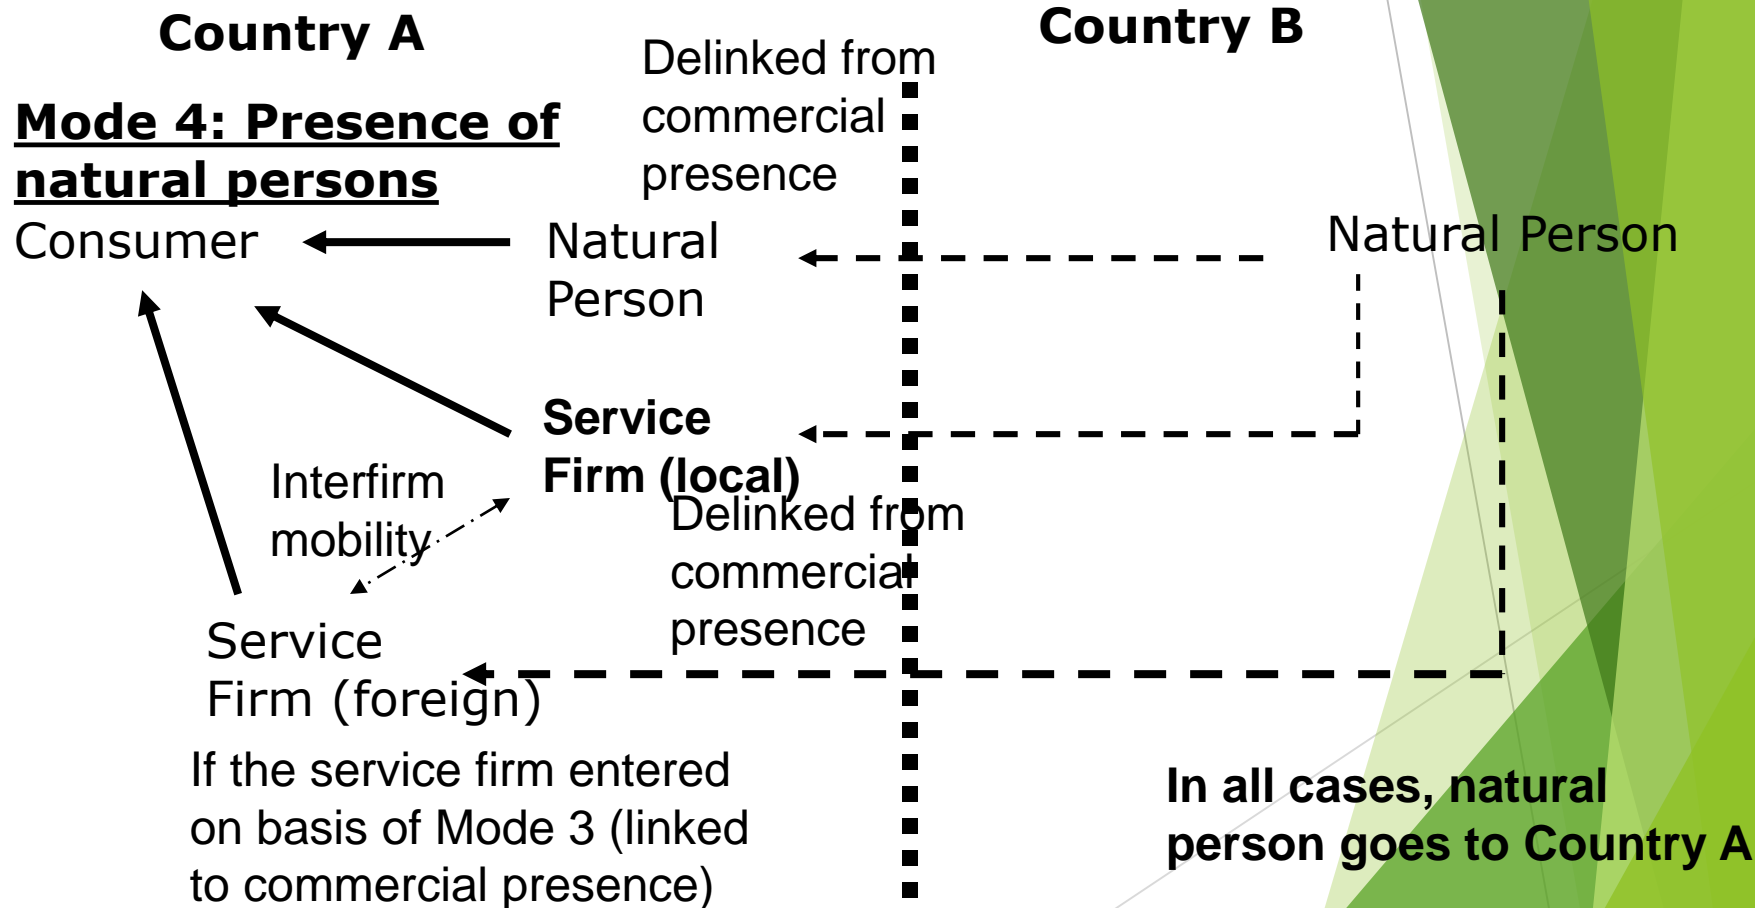 Country A
Country B
Mode 4: Presence of
natural persons
Delinked from
commercial
presence
Consumer
Natural
Person
Natural Person
Service
Firm (local)
Interfirm
mobility
Delinked from
commercial
presence
Service
Firm (foreign)
If the service firm entered
on basis of Mode 3 (linked
to commercial presence)
In all cases, natural
person goes to Country A